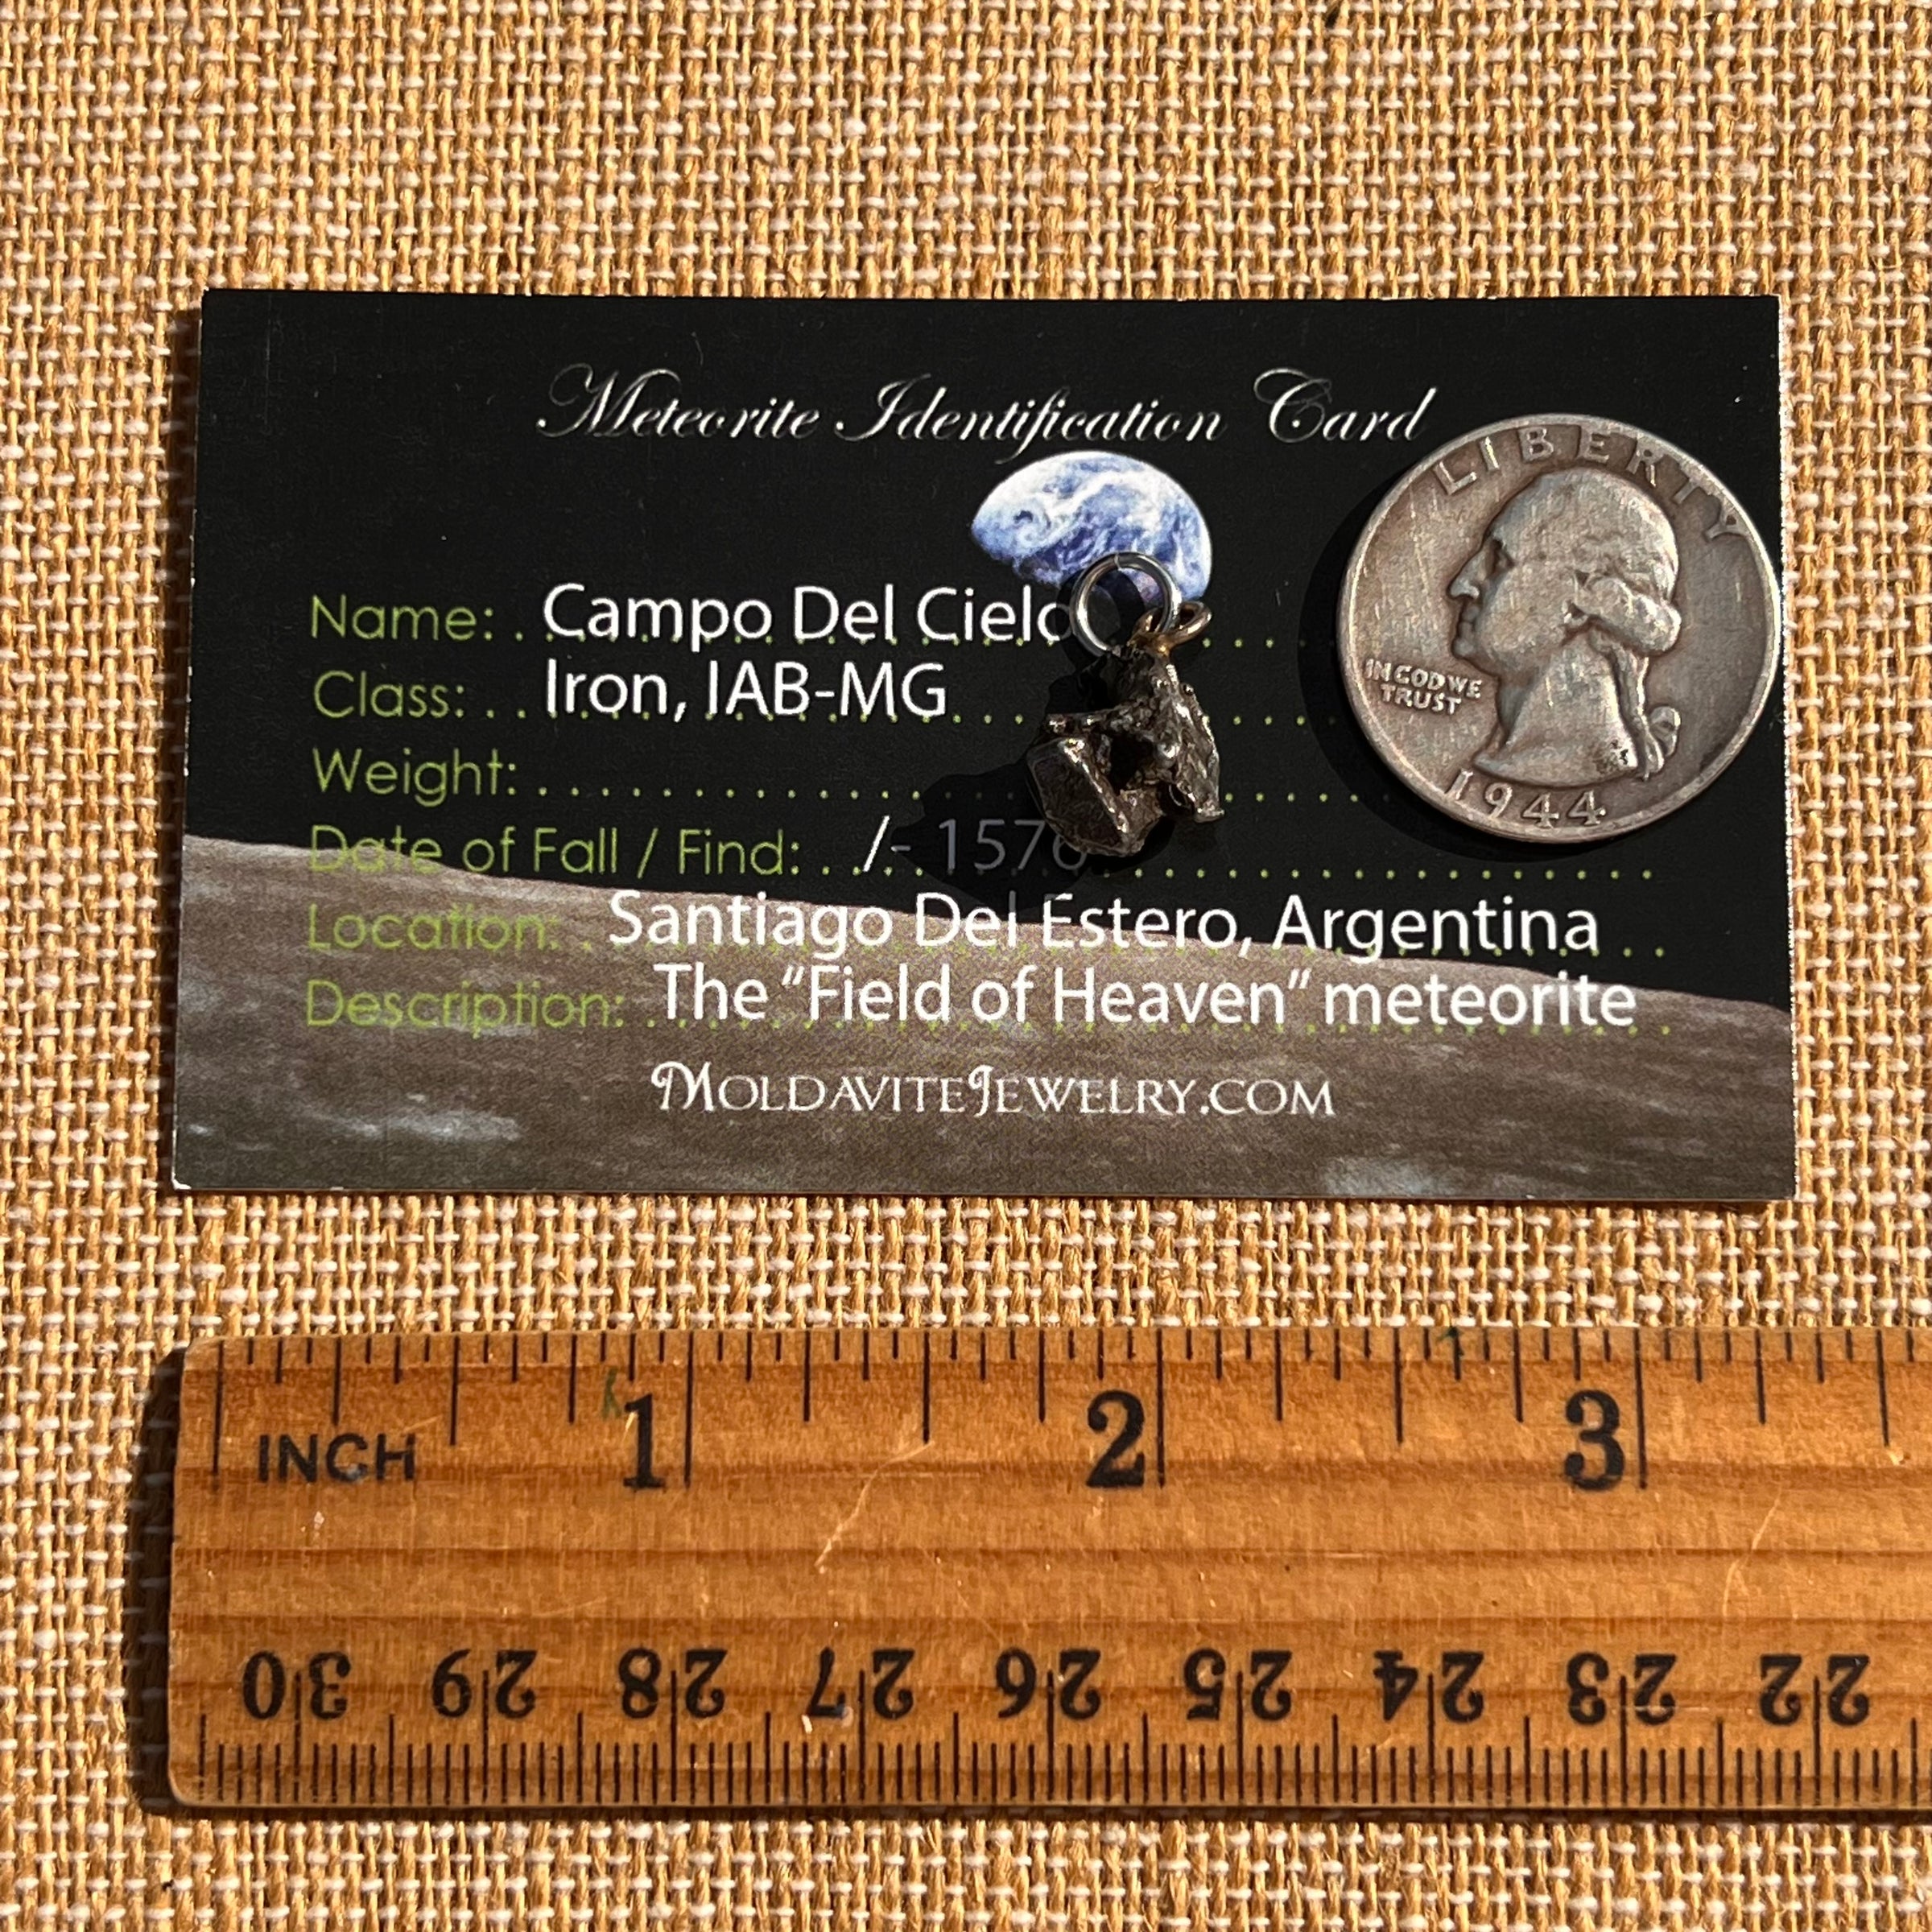 Meteorite Identification Card
LIBERTY
IN GOD WE
TRUST
1944
Name: . Campo Del Cielo
Class: . . Iron, IAB-MG
Weight:
Date of Fall / Find: . . /- 1576
Location: . Santiago Del Estero, Argentina . .
Description: . The "Field of Heaven" meteorite .
MOLDAVITEJEWELRY.COM
INCH 1 2 3
30 29 28 27 26 25 24 23 22